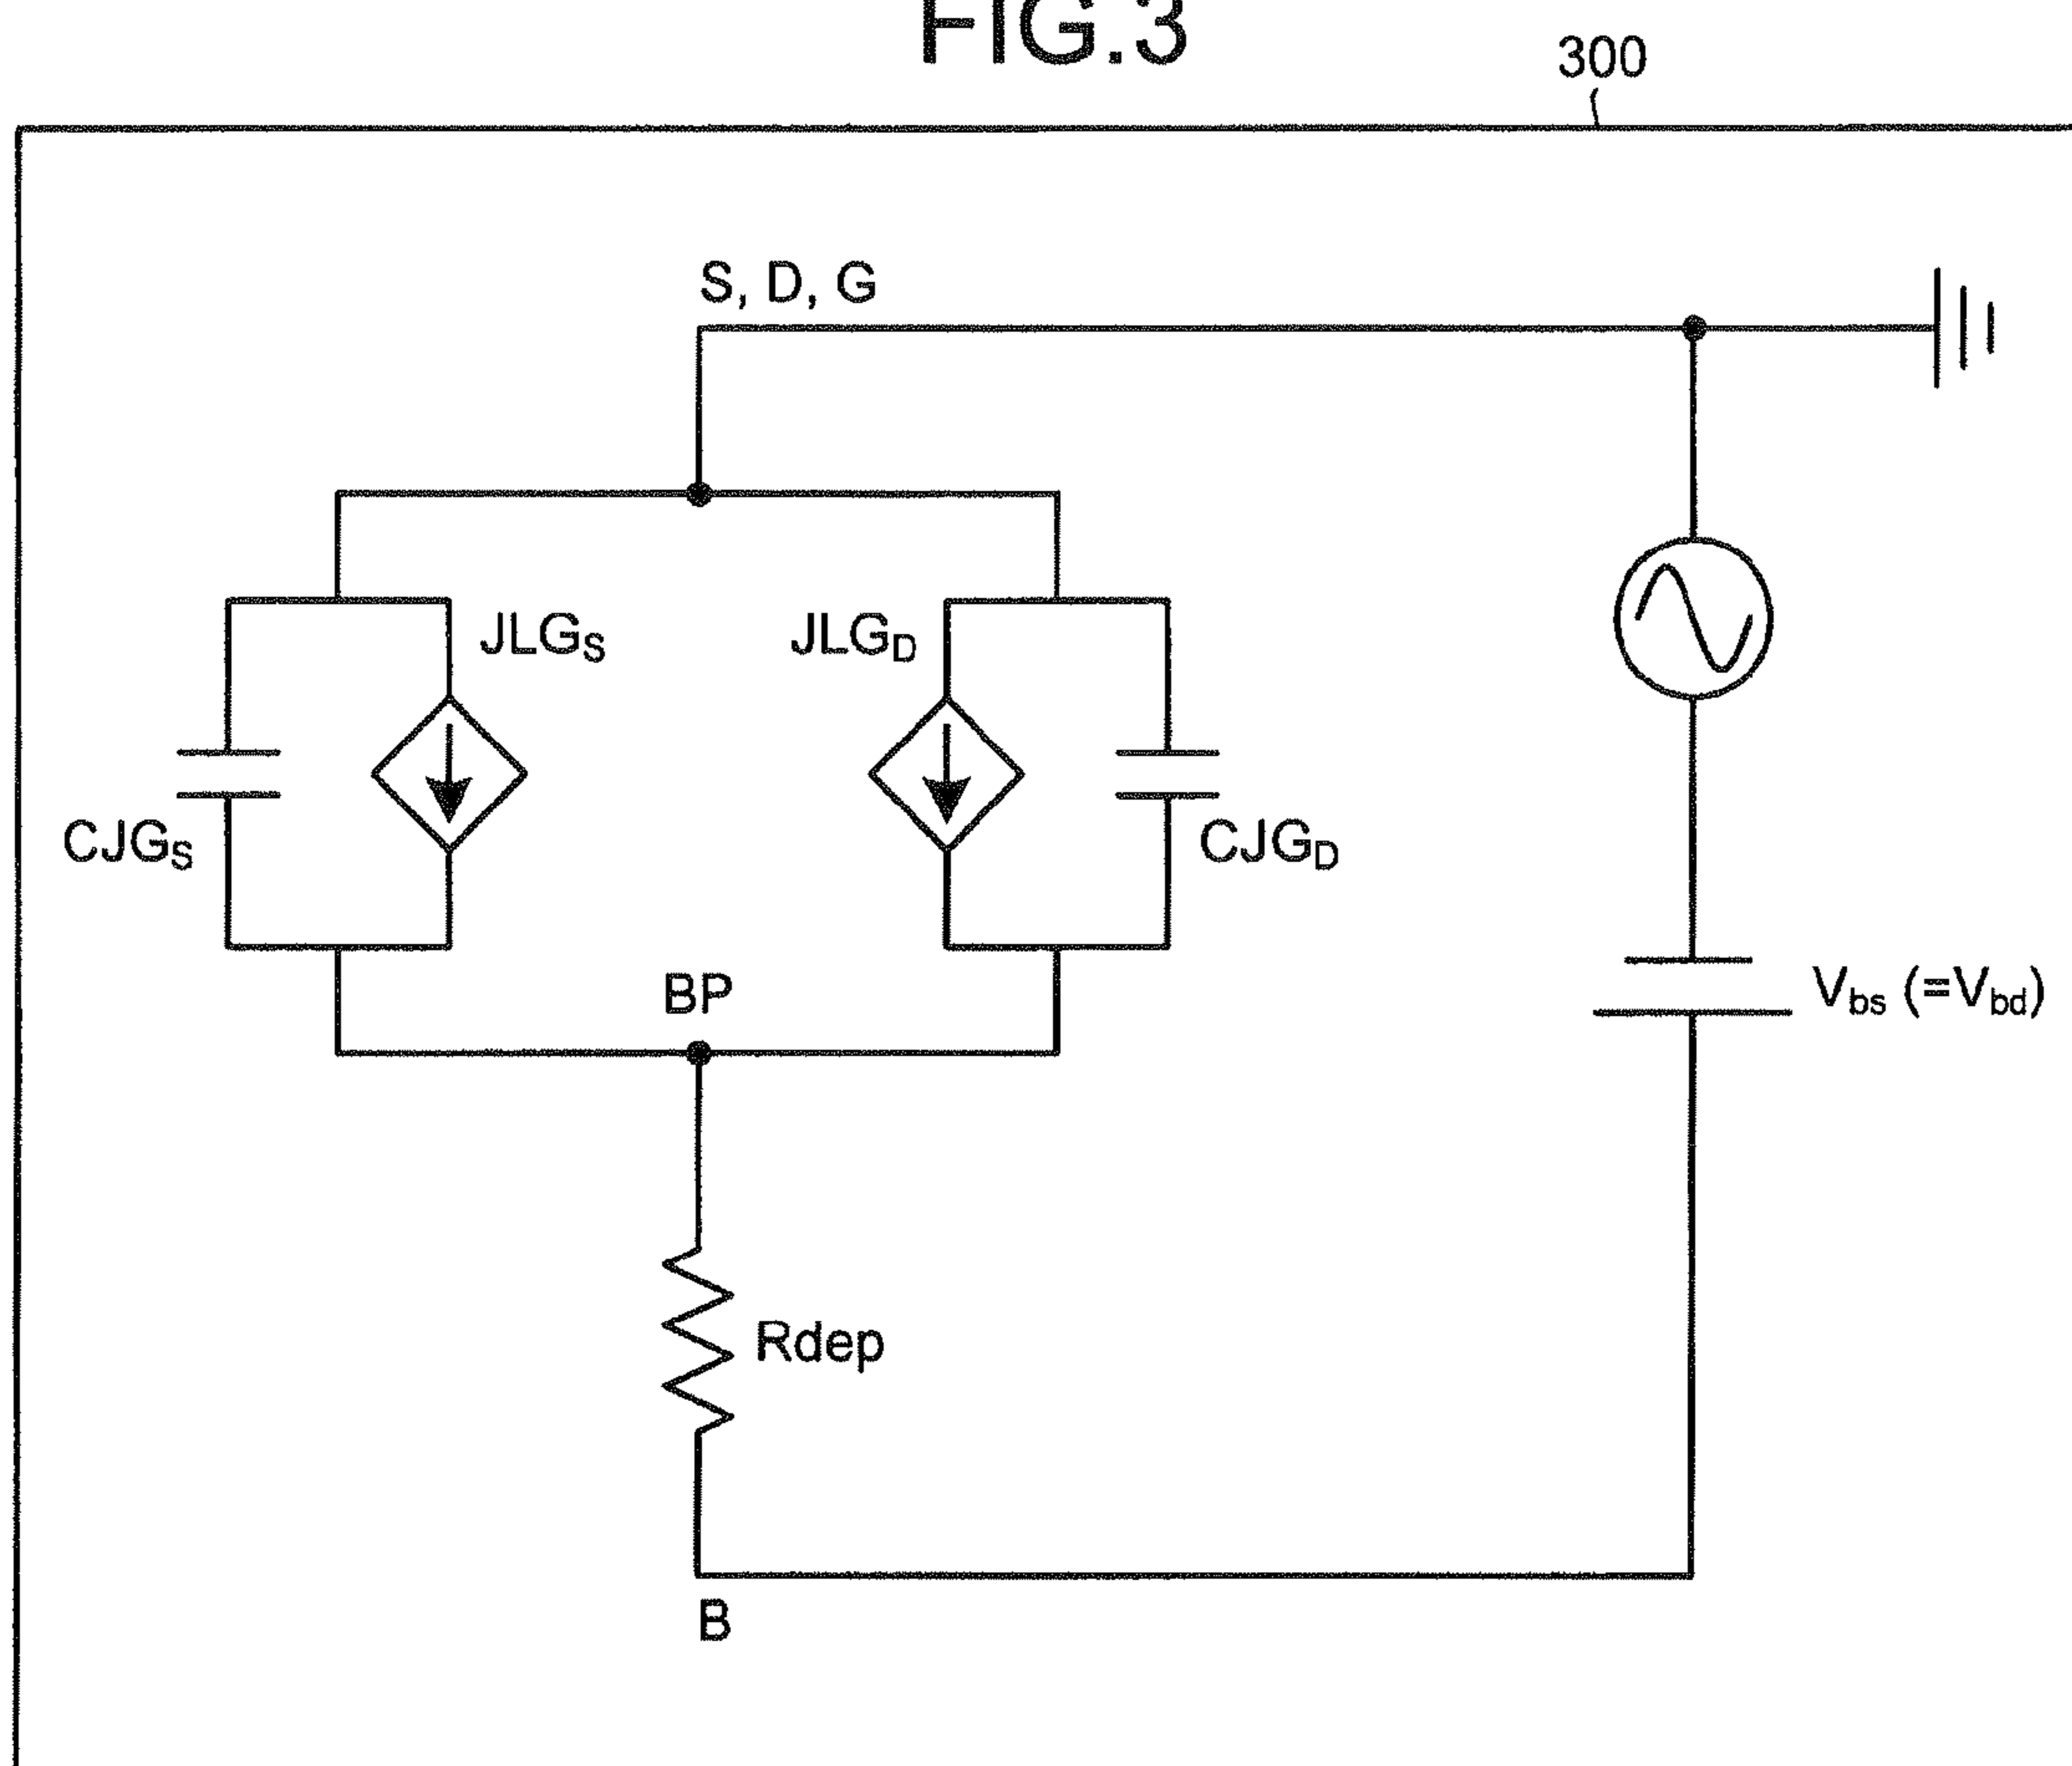 FIG.3
300
S, D, G
JLGS
JLGD
CJGS
CJGD
BP
Vbs (=Vbd)
Rdep
B